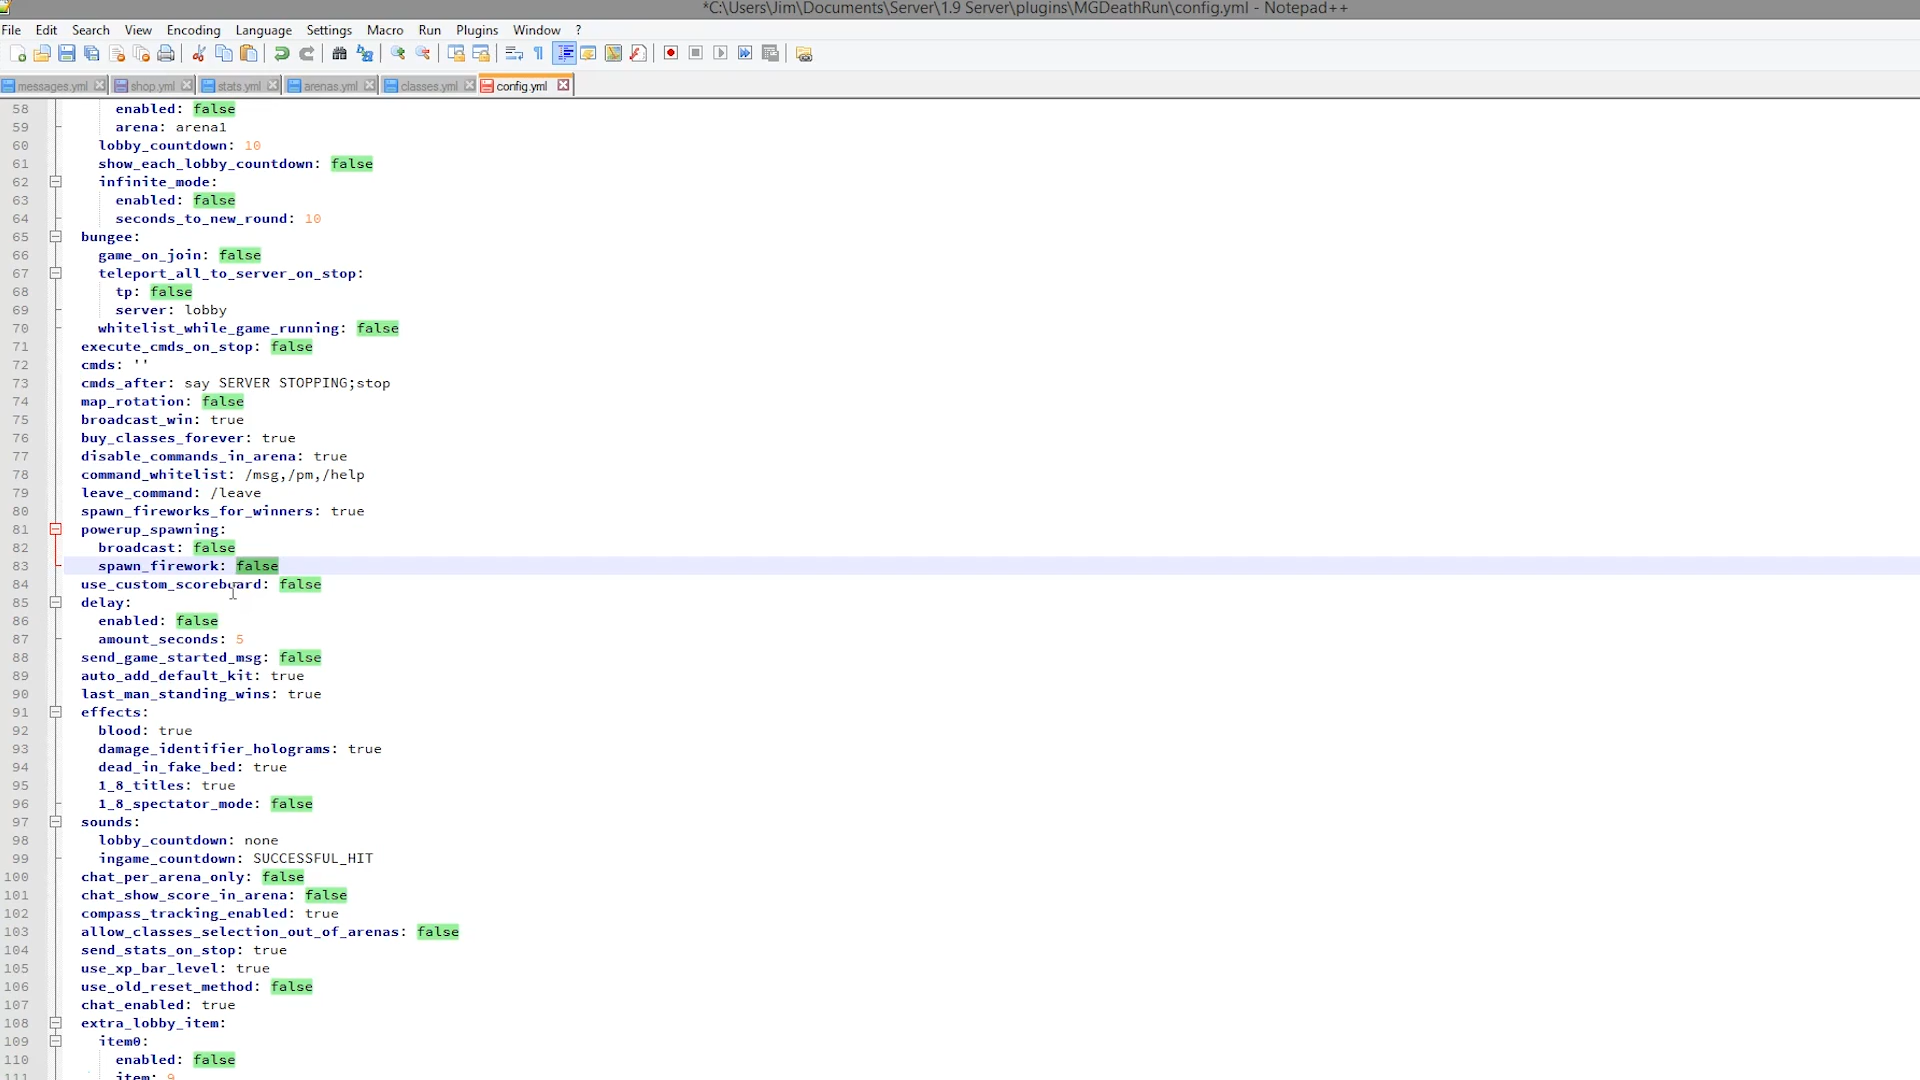 *C:\Users\Jim\Documents\Server\1.9 Server\plugins\MGDeathRun\config.yml - Notepad++
File Edit Search View Encoding Language Settings Macro Run Plugins Window ?
messages.yml shop.yml stats.yml arenas.yml classes.yml config.yml
58 enabled: false
59 arena: arena1
60 lobby_countdown: 10
61 show_each_lobby_countdown: false
62 infinite_mode:
63 enabled: false
64 seconds_to_new_round: 10
65 bungee:
66 game_on_join: false
67 teleport_all_to_server_on_stop:
68 tp: false
69 server: lobby
70 whitelist_while_game_running: false
71 execute_cmds_on_stop: false
72 cmds: ''
73 cmds_after: say SERVER STOPPING;stop
74 map_rotation: false
75 broadcast_win: true
76 buy_classes_forever: true
77 disable_commands_in_arena: true
78 command_whitelist: /msg,/pm,/help
79 leave_command: /leave
80 spawn_fireworks_for_winners: true
81 powerup_spawning:
82 broadcast: false
83 spawn_firework: false
84 use_custom_scoreboard: false
85 delay:
86 enabled: false
87 amount_seconds: 5
88 send_game_started_msg: false
89 auto_add_default_kit: true
90 last_man_standing_wins: true
91 effects:
92 blood: true
93 damage_identifier_holograms: true
94 dead_in_fake_bed: true
95 1_8_titles: true
96 1_8_spectator_mode: false
97 sounds:
98 lobby_countdown: none
99 ingame_countdown: SUCCESSFUL_HIT
100 chat_per_arena_only: false
101 chat_show_score_in_arena: false
102 compass_tracking_enabled: true
103 allow_classes_selection_out_of_arenas: false
104 send_stats_on_stop: true
105 use_xp_bar_level: true
106 use_old_reset_method: false
107 chat_enabled: true
108 extra_lobby_item:
109 item0:
110 enabled: false
111 item: 9